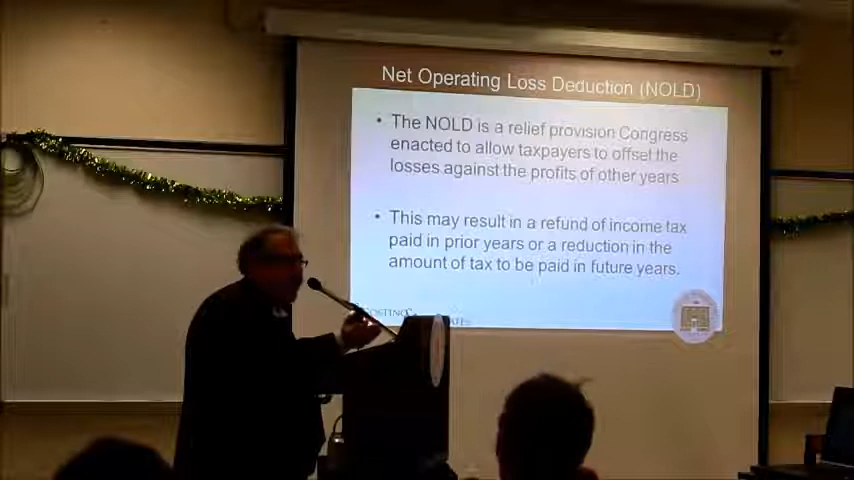 Net Operating Loss Deduction (NOLD)
• The NOLD is a relief provision Congress
enacted to allow taxpayers to offset the
losses against the profits of other years
• This may result in a refund of income tax
paid in prior years or a reduction in the
amount of tax to be paid in future years.